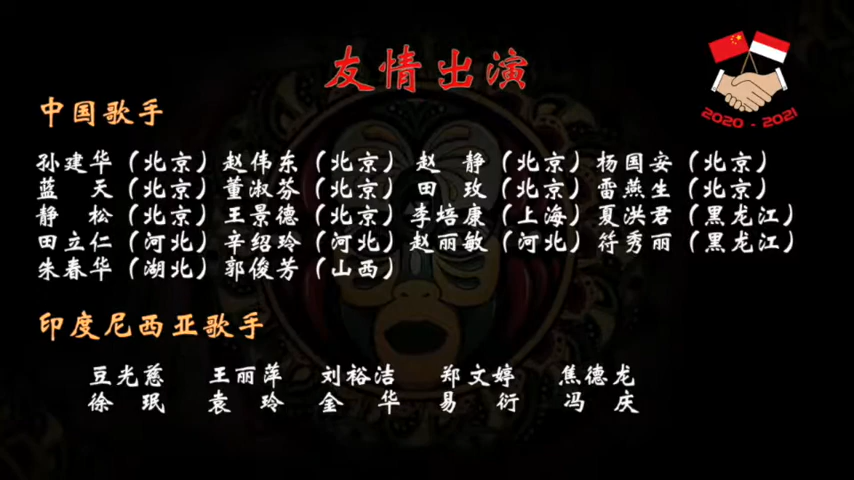 友情出演
2020 - 2021
中国歌手
孙建华（北京）赵伟东（北京）赵　静（北京）杨国安（北京）
蓝　天（北京）董淑芬（北京）田　玫（北京）雷燕生（北京）
静　松（北京）王景德（北京）李培康（上海）夏洪君（黑龙江）
田立仁（河北）辛绍玲（河北）赵丽敏（河北）符秀丽（黑龙江）
朱春华（湖北）郭俊芳（山西）
印度尼西亚歌手
豆光慈　王丽萍　刘裕洁　郑文婷　焦德龙
徐　珉　袁　玲　金　华　易　衍　冯　庆